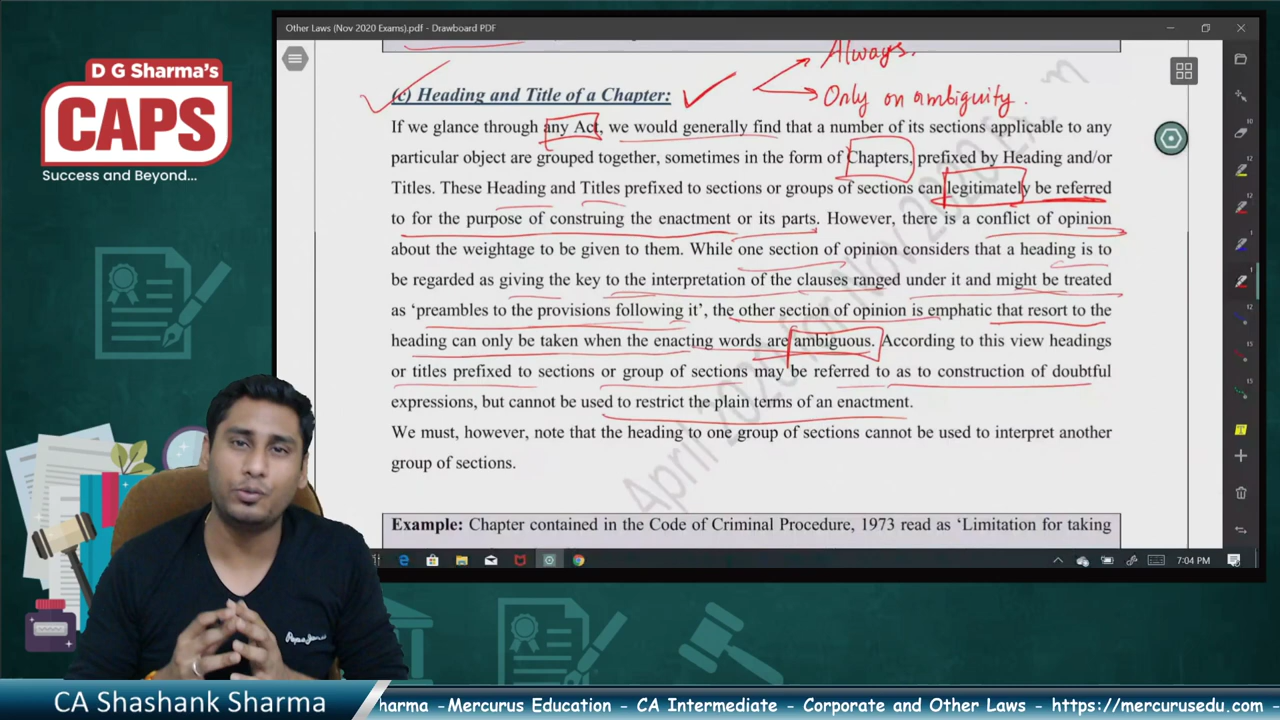 Other Laws (Nov 2020 Exams).pdf - Drawboard PDF
D G Sharma's
CAPS
Success and Beyond...
Always.
Only on ambiguity.
(c) Heading and Title of a Chapter:
If we glance through any Act, we would generally find that a number of its sections applicable to any
particular object are grouped together, sometimes in the form of Chapters, prefixed by Heading and/or
Titles. These Heading and Titles prefixed to sections or groups of sections can legitimately be referred
to for the purpose of construing the enactment or its parts. However, there is a conflict of opinion
about the weightage to be given to them. While one section of opinion considers that a heading is to
be regarded as giving the key to the interpretation of the clauses ranged under it and might be treated
as ‘preambles to the provisions following it’, the other section of opinion is emphatic that resort to the
heading can only be taken when the enacting words are ambiguous. According to this view headings
or titles prefixed to sections or group of sections may be referred to as to construction of doubtful
expressions, but cannot be used to restrict the plain terms of an enactment.
We must, however, note that the heading to one group of sections cannot be used to interpret another
group of sections.
Example: Chapter contained in the Code of Criminal Procedure, 1973 read as ‘Limitation for taking
April 2020 for Nov 2020 Exam
7:04 PM
Pepe Jeans
CA Shashank Sharma
harma -Mercurus Education - CA Intermediate - Corporate and Other Laws - https://mercurusedu.com -